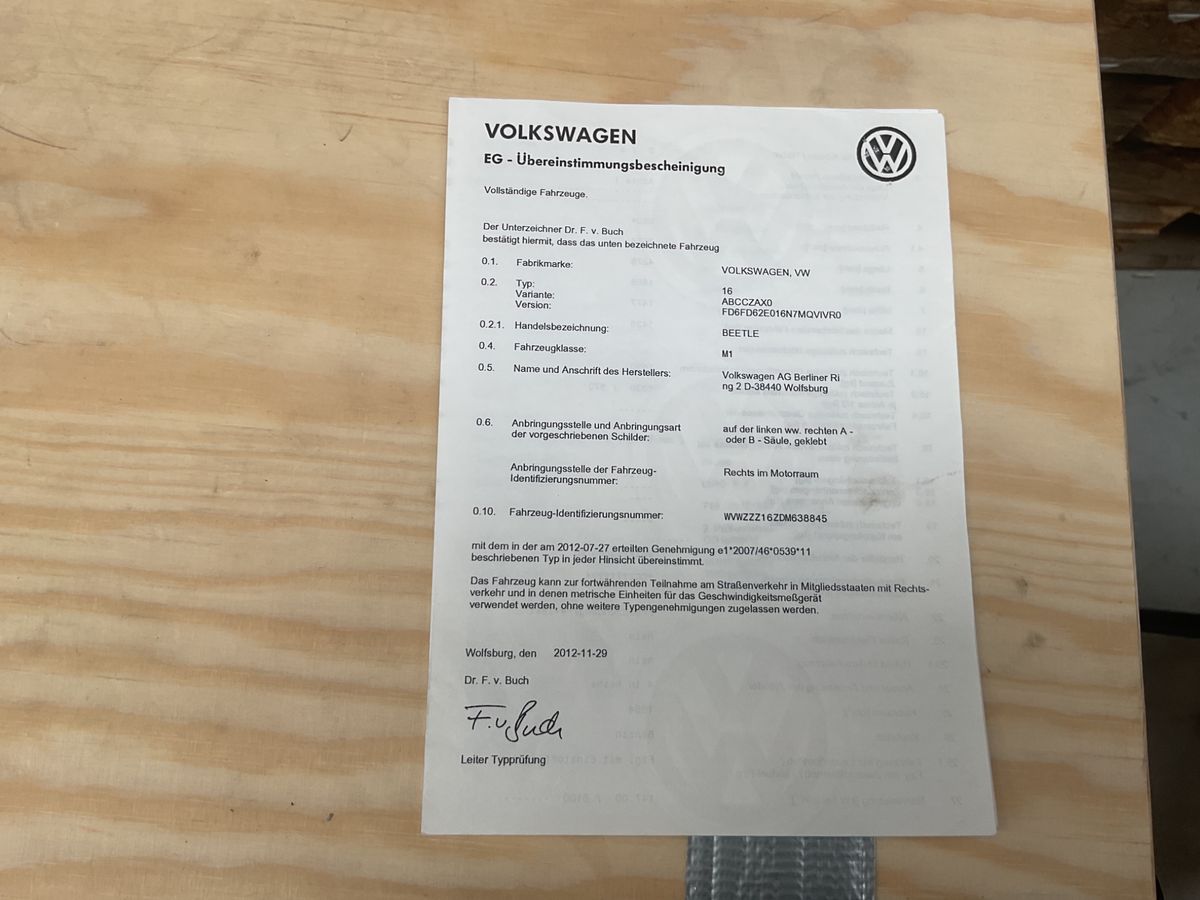 VOLKSWAGEN
EG - Übereinstimmungsbescheinigung
Vollständige Fahrzeuge.
Der Unterzeichner Dr. F. v. Buch
bestätigt hiermit, dass das unten bezeichnete Fahrzeug
0.1. Fabrikmarke: VOLKSWAGEN, VW
0.2. Typ: 16
Variante: ABCCZAX0
Version: FD6FD62E016N7MQVIVR0
0.2.1. Handelsbezeichnung: BEETLE
0.4. Fahrzeugklasse: M1
0.5. Name und Anschrift des Herstellers: Volkswagen AG Berliner Ri
ng 2 D-38440 Wolfsburg
0.6. Anbringungsstelle und Anbringungsart auf der linken ww. rechten A -
der vorgeschriebenen Schilder: oder B - Säule, geklebt
Anbringungsstelle der Fahrzeug- Rechts im Motorraum
Identifizierungsnummer:
0.10. Fahrzeug-Identifizierungsnummer: WVWZZZ16ZDM638845
mit dem in der am 2012-07-27 erteilten Genehmigung e1*2007/46*0539*11
beschriebenen Typ in jeder Hinsicht übereinstimmt.
Das Fahrzeug kann zur fortwährenden Teilnahme am Straßenverkehr in Mitgliedsstaaten mit Rechts-
verkehr und in denen metrische Einheiten für das Geschwindigkeitsmeßgerät
verwendet werden, ohne weitere Typengenehmigungen zugelassen werden.
Wolfsburg, den 2012-11-29
Dr. F. v. Buch
F. v. Buch
Leiter Typprüfung